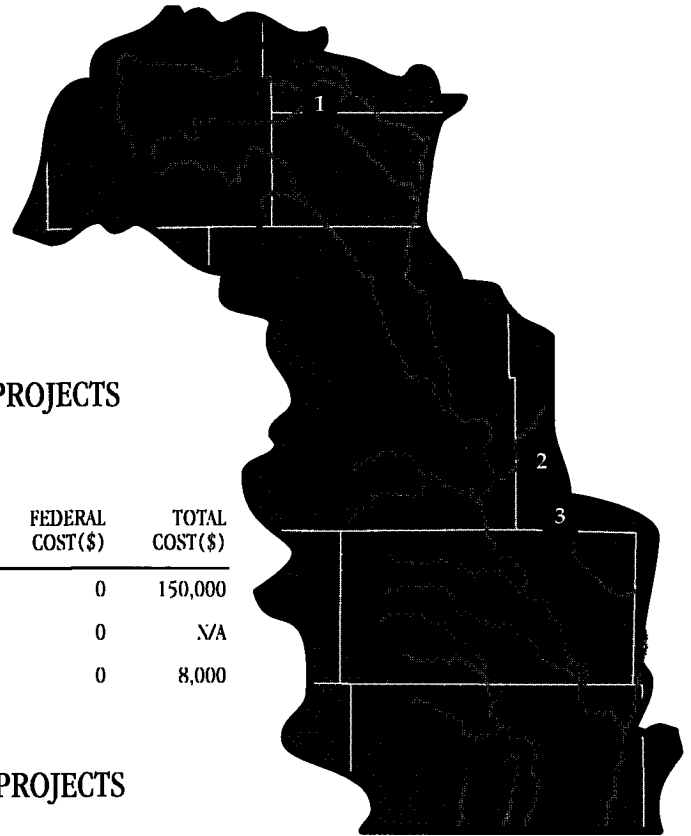 1
PROJECTS
2
3
FEDERAL COST($) TOTAL COST($)
0 150,000
0 N/A
0 8,000
PROJECTS